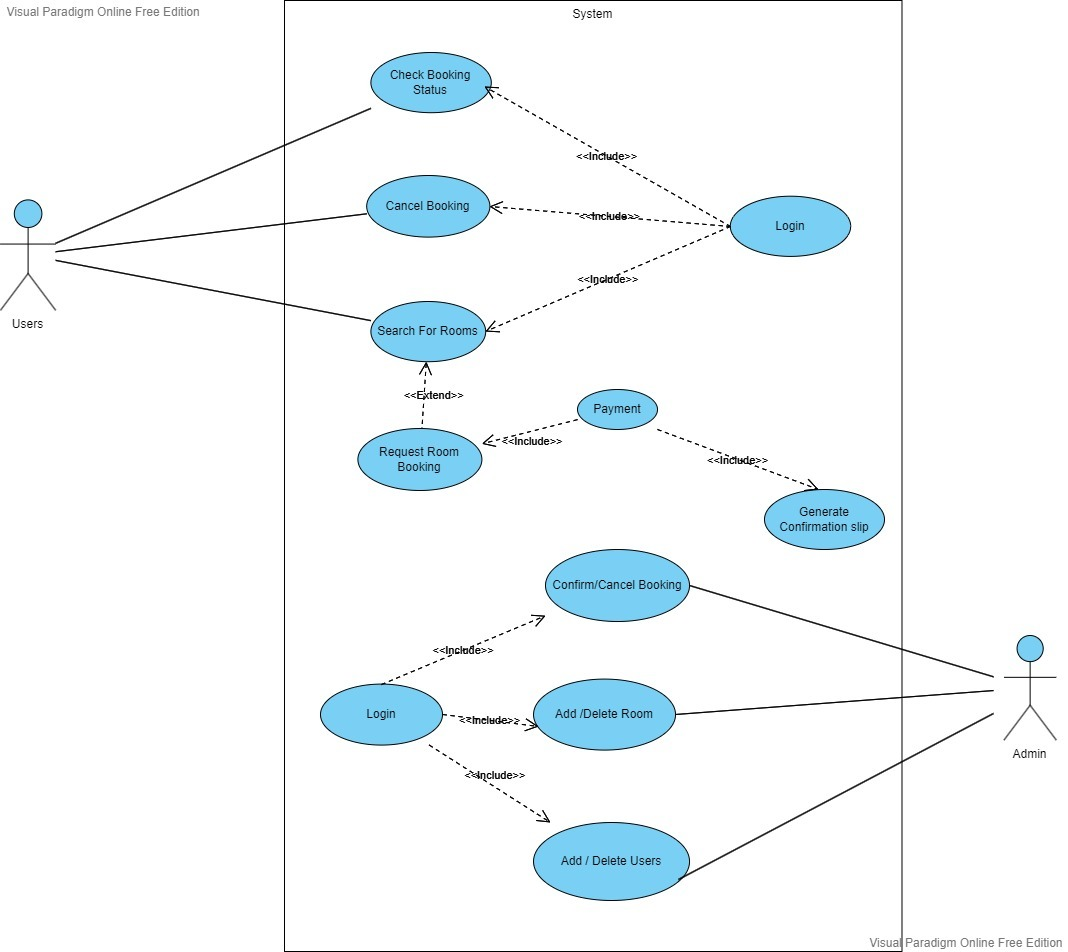 Visual Paradigm Online Free Edition
System
Check Booking
Status
<<Include>>
Cancel Booking
<<Include>>
Login
<<Include>>
Users
Search For Rooms
<<Extend>>
Payment
<<Include>>
Request Room
Booking
<<Include>>
Generate
Confirmation slip
Confirm/Cancel Booking
<<Include>>
Login
<<Include>>
Add /Delete Room
Admin
<<Include>>
Add / Delete Users
Visual Paradigm Online Free Edition